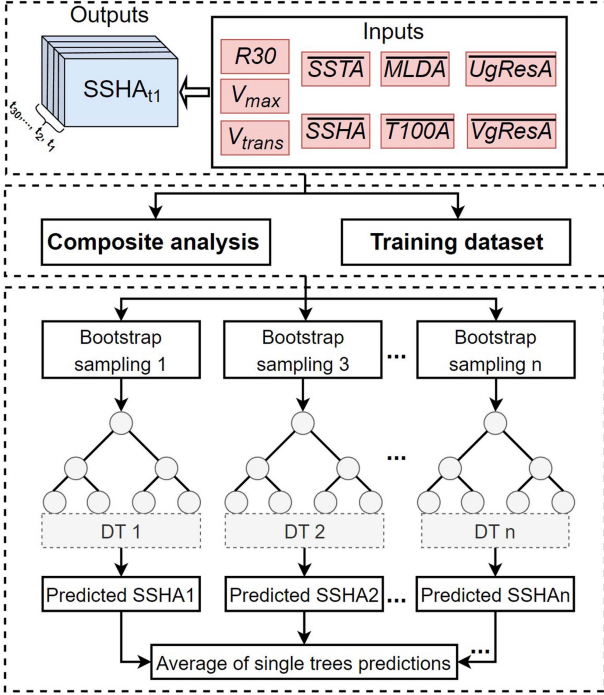 Outputs
SSHAt1
t30,..., t2, t1
Inputs
R30
SSTA
MLDA
UgResA
Vmax
Vtrans
SSHA
T100A
VgResA
Composite analysis
Training dataset
Bootstrap
sampling 1
Bootstrap
sampling 3
...
Bootstrap
sampling n
...
DT 1
DT 2
DT n
Predicted SSHA1
Predicted SSHA2
...
Predicted SSHAn
...
Average of single trees predictions